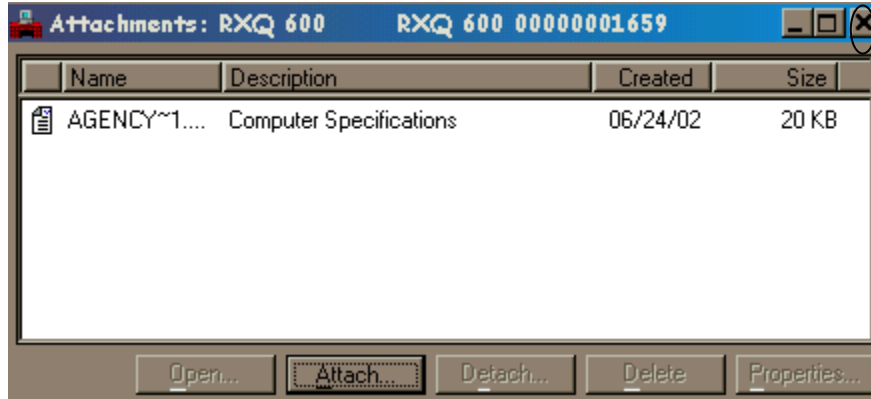 Attachments: RXQ 600 RXQ 600 00000001659
Name Description Created Size
AGENCY~1.... Computer Specifications 06/24/02 20 KB
Open... Attach... Detach... Delete Properties...